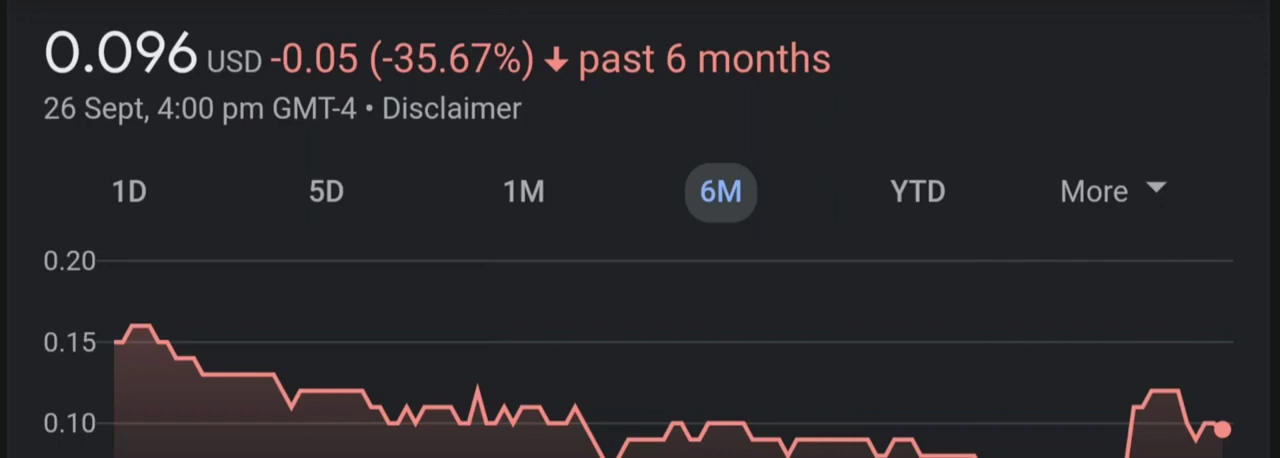 0.096 USD -0.05 (-35.67%) ↓ past 6 months
26 Sept, 4:00 pm GMT-4 • Disclaimer
1D 5D 1M 6M YTD More
0.20
0.15
0.10